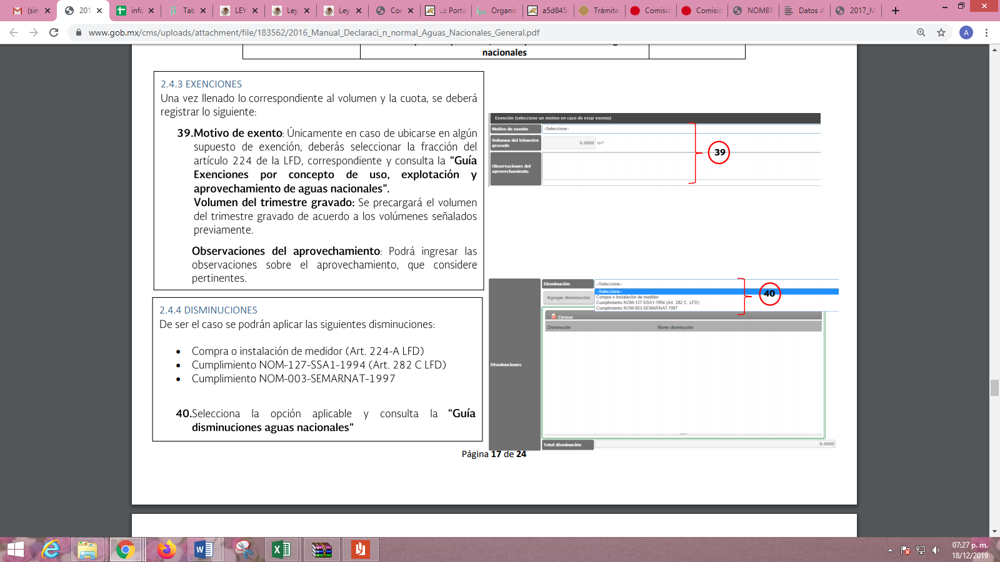 (sin
201
info
Tab
LEY
Ley
Ley
Cor
..:: Porta
Organis
a5d845
Trámite
Comisió
Comisió
NOMBR
Datos A
2017_M
www.gob.mx/cms/uploads/attachment/file/183562/2016_Manual_Declaraci_n_normal_Aguas_Nacionales_General.pdf
A
nacionales
2.4.3 EXENCIONES
Una vez llenado lo correspondiente al volumen y la cuota, se deberá
registrar lo siguiente:
39.Motivo de exento: Únicamente en caso de ubicarse en algún
supuesto de exención, deberás seleccionar la fracción del
artículo 224 de la LFD, correspondiente y consulta la “Guía
Exenciones por concepto de uso, explotación y
aprovechamiento de aguas nacionales”.
Volumen del trimestre gravado: Se precargará el volumen
del trimestre gravado de acuerdo a los volúmenes señalados
previamente.
Observaciones del aprovechamiento: Podrá ingresar las
observaciones sobre el aprovechamiento, que considere
pertinentes.
Exención (seleccione un motivo en caso de estar exento)
Motivo de exento --Seleccione--
Volumen del trimestre
gravado
0.0000 m³
Observaciones del
aprovechamiento
39
2.4.4 DISMINUCIONES
De ser el caso se podrán aplicar las siguientes disminuciones:
• Compra o instalación de medidor (Art. 224-A LFD)
• Cumplimiento NOM-127-SSA1-1994 (Art. 282 C LFD)
• Cumplimiento NOM-003-SEMARNAT-1997
40.Selecciona la opción aplicable y consulta la “Guía
disminuciones aguas nacionales”
Disminución --Seleccione--
--Seleccione--
Agregar disminución
Compra o instalación de medidor
Cumplimiento NOM-127-SSA1-1994 (Art. 282 C, LFD)
Cumplimiento NOM-003-SEMARNAT-1997
40
Eliminar
Disminución Monto disminución
Disminuciones
Total disminución 0.0000
Página 17 de 24
07:27 p. m.
18/12/2019